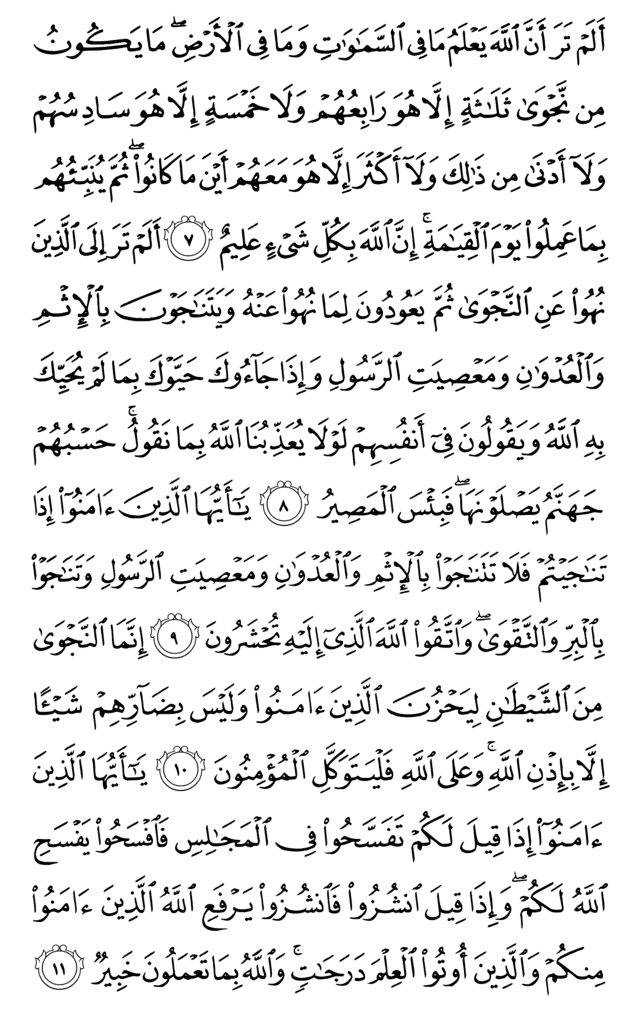 أَلَمْ تَرَ أَنَّ ٱللَّهَ يَعْلَمُ مَا فِى ٱلسَّمَٰوَٰتِ وَمَا فِى ٱلْأَرْضِ ۖ مَا يَكُونُ
مِن نَّجْوَىٰ ثَلَٰثَةٍ إِلَّا هُوَ رَابِعُهُمْ وَلَا خَمْسَةٍ إِلَّا هُوَ سَادِسُهُمْ
وَلَآ أَدْنَىٰ مِن ذَٰلِكَ وَلَآ أَكْثَرَ إِلَّا هُوَ مَعَهُمْ أَيْنَ مَا كَانُوا۟ ۖ ثُمَّ يُنَبِّئُهُم
بِمَا عَمِلُوا۟ يَوْمَ ٱلْقِيَٰمَةِ ۚ إِنَّ ٱللَّهَ بِكُلِّ شَىْءٍ عَلِيمٌ ٧ أَلَمْ تَرَ إِلَى ٱلَّذِينَ
نُهُوا۟ عَنِ ٱلنَّجْوَىٰ ثُمَّ يَعُودُونَ لِمَا نُهُوا۟ عَنْهُ وَيَتَنَٰجَوْنَ بِٱلْإِثْمِ
وَٱلْعُدْوَٰنِ وَمَعْصِيَتِ ٱلرَّسُولِ وَإِذَا جَآءُوكَ حَيَّوْكَ بِمَا لَمْ يُحَيِّكَ
بِهِ ٱللَّهُ وَيَقُولُونَ فِىٓ أَنفُسِهِمْ لَوْلَا يُعَذِّبُنَا ٱللَّهُ بِمَا نَقُولُ ۚ حَسْبُهُمْ
جَهَنَّمُ يَصْلَوْنَهَا ۖ فَبِئْسَ ٱلْمَصِيرُ ٨ يَٰٓأَيُّهَا ٱلَّذِينَ ءَامَنُوٓا۟ إِذَا
تَنَٰجَيْتُمْ فَلَا تَتَنَٰجَوْا۟ بِٱلْإِثْمِ وَٱلْعُدْوَٰنِ وَمَعْصِيَتِ ٱلرَّسُولِ وَتَنَٰجَوْا۟
بِٱلْبِرِّ وَٱلتَّقْوَىٰ ۖ وَٱتَّقُوا۟ ٱللَّهَ ٱلَّذِىٓ إِلَيْهِ تُحْشَرُونَ ٩ إِنَّمَا ٱلنَّجْوَىٰ
مِنَ ٱلشَّيْطَٰنِ لِيَحْزُنَ ٱلَّذِينَ ءَامَنُوا۟ وَلَيْسَ بِضَآرِّهِمْ شَيْـًٔا
إِلَّا بِإِذْنِ ٱللَّهِ ۚ وَعَلَى ٱللَّهِ فَلْيَتَوَكَّلِ ٱلْمُؤْمِنُونَ ١٠ يَٰٓأَيُّهَا ٱلَّذِينَ
ءَامَنُوٓا۟ إِذَا قِيلَ لَكُمْ تَفَسَّحُوا۟ فِى ٱلْمَجَٰلِسِ فَٱفْسَحُوا۟ يَفْسَحِ
ٱللَّهُ لَكُمْ ۖ وَإِذَا قِيلَ ٱنشُزُوا۟ فَٱنشُزُوا۟ يَرْفَعِ ٱللَّهُ ٱلَّذِينَ ءَامَنُوا۟
مِنكُمْ وَٱلَّذِينَ أُوتُوا۟ ٱلْعِلْمَ دَرَجَٰتٍ ۚ وَٱللَّهُ بِمَا تَعْمَلُونَ خَبِيرٌ ١١